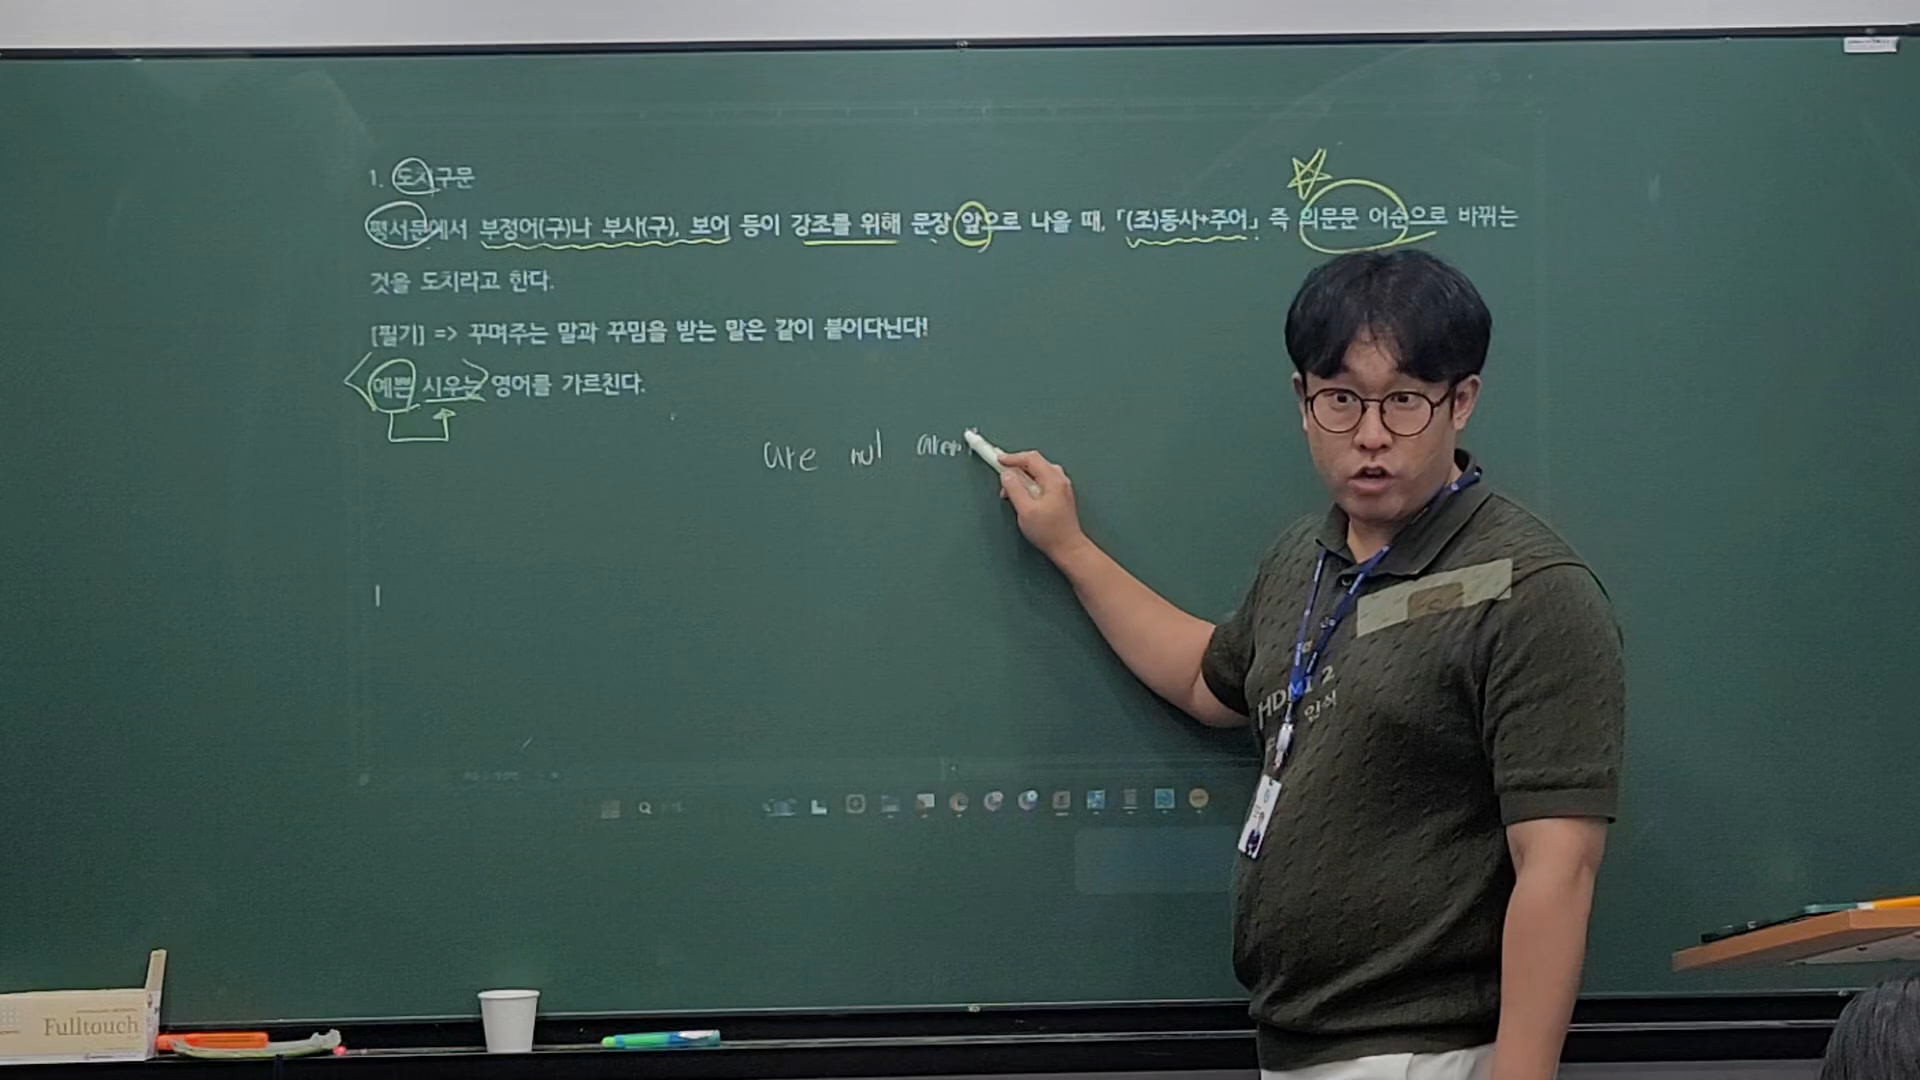 1. 도치구문
평서문에서 부정어(구)나 부사(구), 보어 등이 강조를 위해 문장 앞으로 나올 때, 「(조)동사+주어」 즉 의문문 어순으로 바뀌는
것을 도치라고 한다.
[필기] => 꾸며주는 말과 꾸밈을 받는 말은 같이 붙어다닌다!
예쁜 시우는 영어를 가르친다.
are not
HDMI 2
인식
Fulltouch